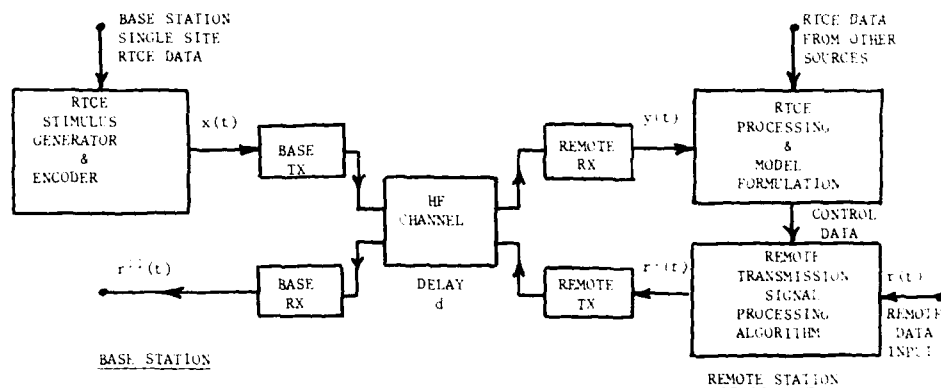 BASE STATION
SINGLE SITE
RTCE DATA
RTCE DATA
FROM OTHER
SOURCES
RTCE
STIMULUS
GENERATOR
&
ENCODER
x(t)
BASE
TX
HF
CHANNEL
DELAY
d
REMOTE
RX
y(t)
RTCE
PROCESSING
&
MODEL
FORMULATION
CONTROL
DATA
r''(t)
BASE
RX
REMOTE
TX
r'(t)
REMOTE
TRANSMISSION
SIGNAL
PROCESSING
ALGORITHM
r(t)
REMOTE
DATA
INPUT
BASE STATION
REMOTE STATION